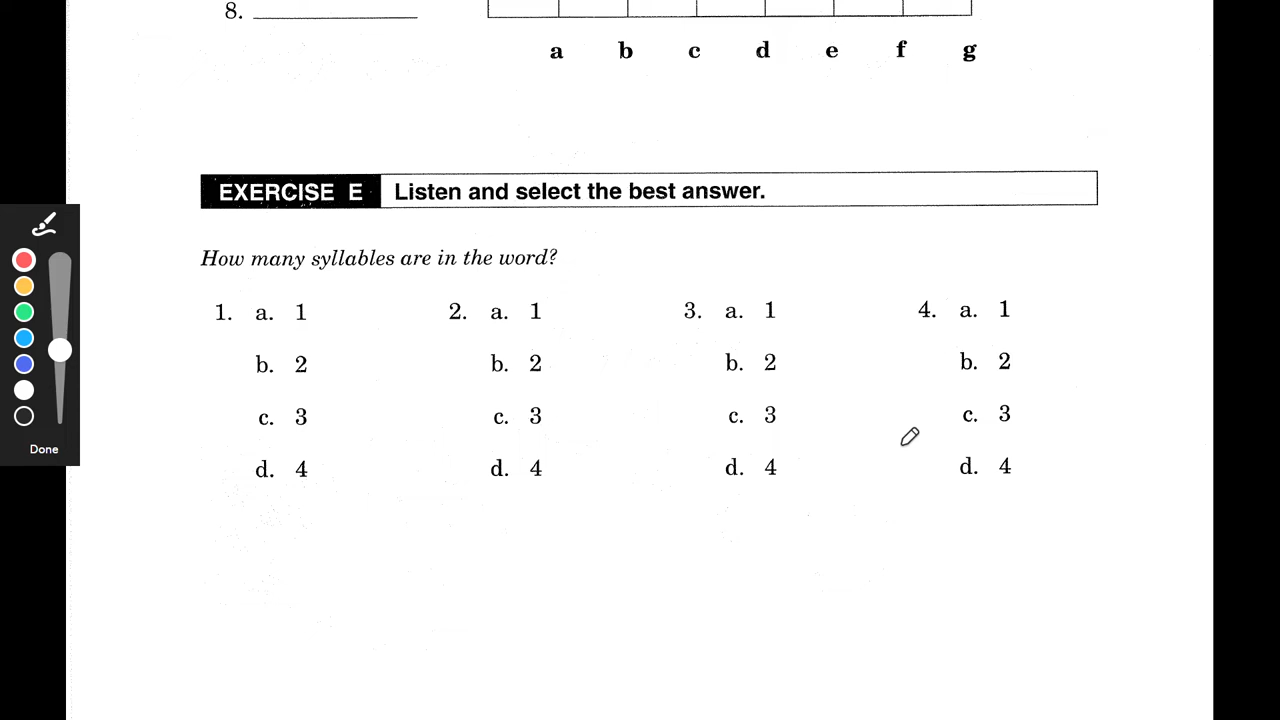 8. ______________
a b c d e f g
EXERCISE E Listen and select the best answer.
How many syllables are in the word?
1. a. 1 2. a. 1 3. a. 1 4. a. 1
b. 2 b. 2 b. 2 b. 2
c. 3 c. 3 c. 3 c. 3
d. 4 d. 4 d. 4 d. 4
Done